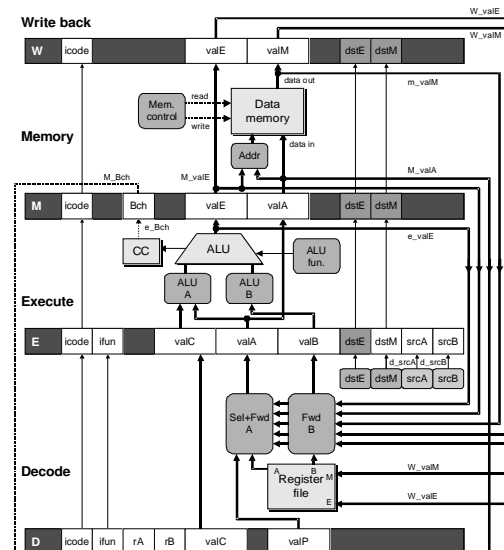 W_valE
Write back
W_valM
W icode valE valM dstE dstM
data out
m_valM
read
Mem. control
Data memory
write
Memory
data in
Addr
M_Bch
M_valE
M_valA
M icode Bch valE valA dstE dstM
e_Bch
e_valE
CC
ALU
ALU fun.
ALU A
ALU B
Execute
E icode ifun valC valA valB dstE dstM srcA srcB
d_srcA d_srcB
dstE dstM srcA srcB
Sel+Fwd A
Fwd B
A B
W_valM
Register file
M
Decode
E
W_valE
D icode ifun rA rB valC valP